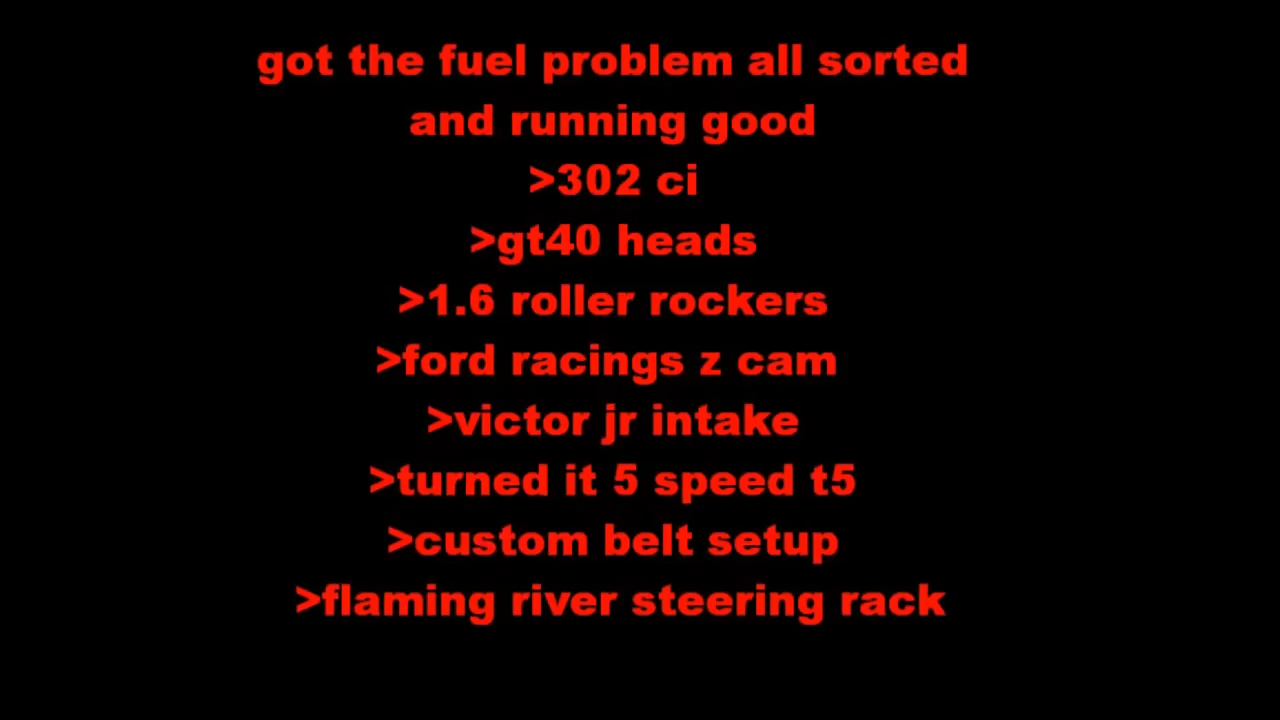 got the fuel problem all sorted
and running good
>302 ci
>gt40 heads
>1.6 roller rockers
>ford racings z cam
>victor jr intake
>turned it 5 speed t5
>custom belt setup
>flaming river steering rack